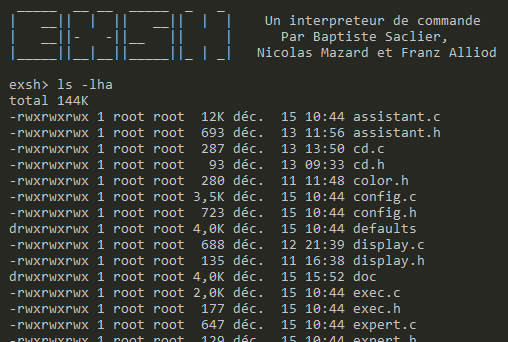 EXSH
Un interpreteur de commande
Par Baptiste Saclier,
Nicolas Mazard et Franz Alliod
exsh> ls -lha
total 144K
-rwxrwxrwx 1 root root  12K déc.  15 10:44 assistant.c
-rwxrwxrwx 1 root root  693 déc.  13 11:56 assistant.h
-rwxrwxrwx 1 root root  287 déc.  13 13:50 cd.c
-rwxrwxrwx 1 root root   93 déc.  13 09:33 cd.h
-rwxrwxrwx 1 root root  280 déc.  11 11:48 color.h
-rwxrwxrwx 1 root root 3,5K déc.  15 10:44 config.c
-rwxrwxrwx 1 root root  723 déc.  15 10:44 config.h
drwxrwxrwx 1 root root 4,0K déc.  15 10:44 defaults
-rwxrwxrwx 1 root root  688 déc.  12 21:39 display.c
-rwxrwxrwx 1 root root  135 déc.  11 16:38 display.h
drwxrwxrwx 1 root root 4,0K déc.  15 15:52 doc
-rwxrwxrwx 1 root root 2,0K déc.  15 10:44 exec.c
-rwxrwxrwx 1 root root  177 déc.  15 10:44 exec.h
-rwxrwxrwx 1 root root  647 déc.  15 10:44 expert.c
-rwxrwxrwx 1 root root  129 déc.  15 10:44 expert.h